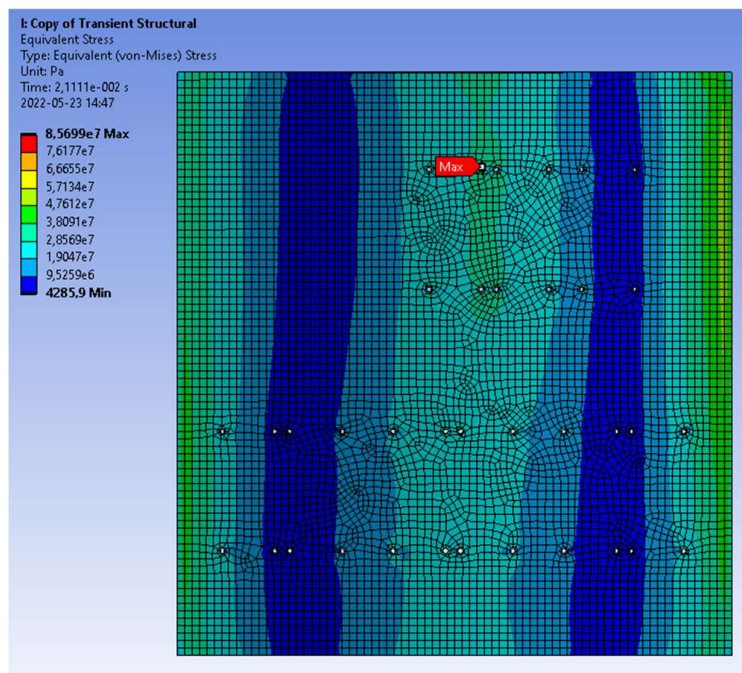 I: Copy of Transient Structural
Equivalent Stress
Type: Equivalent (von-Mises) Stress
Unit: Pa
Time: 2,1111e-002 s
2022-05-23 14:47
8,5699e7 Max
7,6177e7
6,6655e7
5,7134e7
4,7612e7
3,8091e7
2,8569e7
1,9047e7
9,5259e6
4285,9 Min
Max